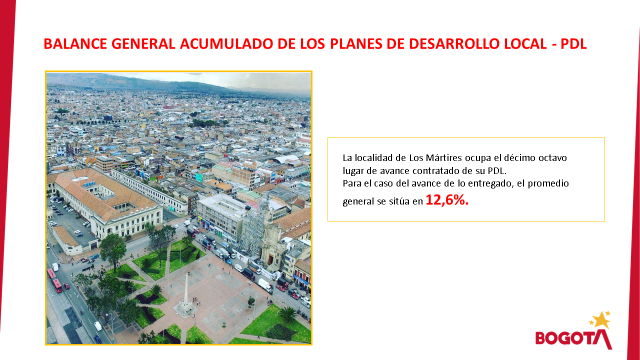 BALANCE GENERAL ACUMULADO DE LOS PLANES DE DESARROLLO LOCAL - PDL
La localidad de Los Mártires ocupa el décimo octavo
lugar de avance contratado de su PDL.
Para el caso del avance de lo entregado, el promedio
general se sitúa en 12,6%.
BOGOTÁ